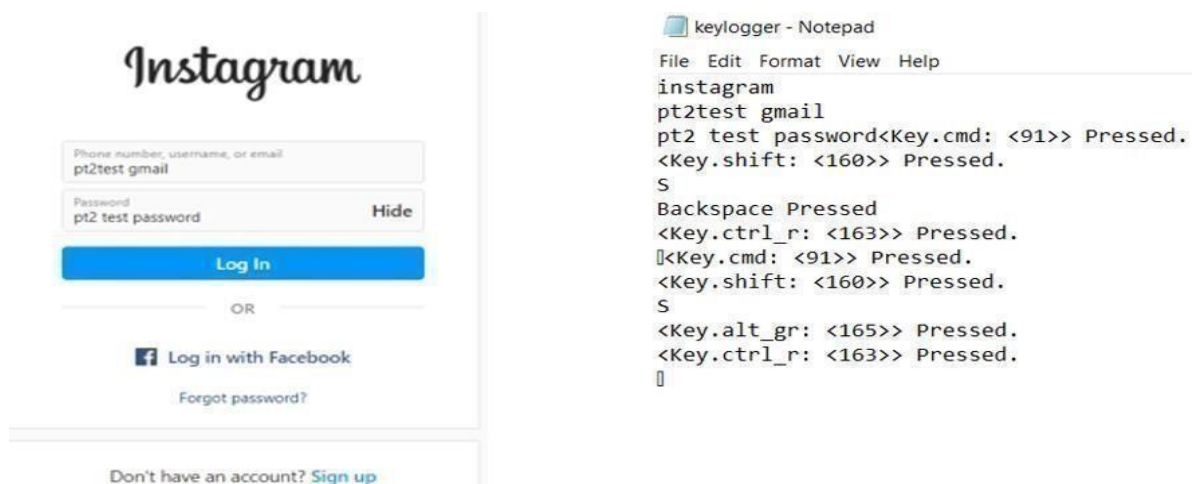 Instagram
Phone number, username, or email
pt2test gmail
Password
pt2 test password Hide
Log In
OR
Log in with Facebook
Forgot password?
Don't have an account? Sign up
keylogger - Notepad
File Edit Format View Help
instagram
pt2test gmail
pt2 test password<Key.cmd: <91>> Pressed.
<Key.shift: <160>> Pressed.
S
Backspace Pressed
<Key.ctrl_r: <163>> Pressed.
▯<Key.cmd: <91>> Pressed.
<Key.shift: <160>> Pressed.
S
<Key.alt_gr: <165>> Pressed.
<Key.ctrl_r: <163>> Pressed.
▯